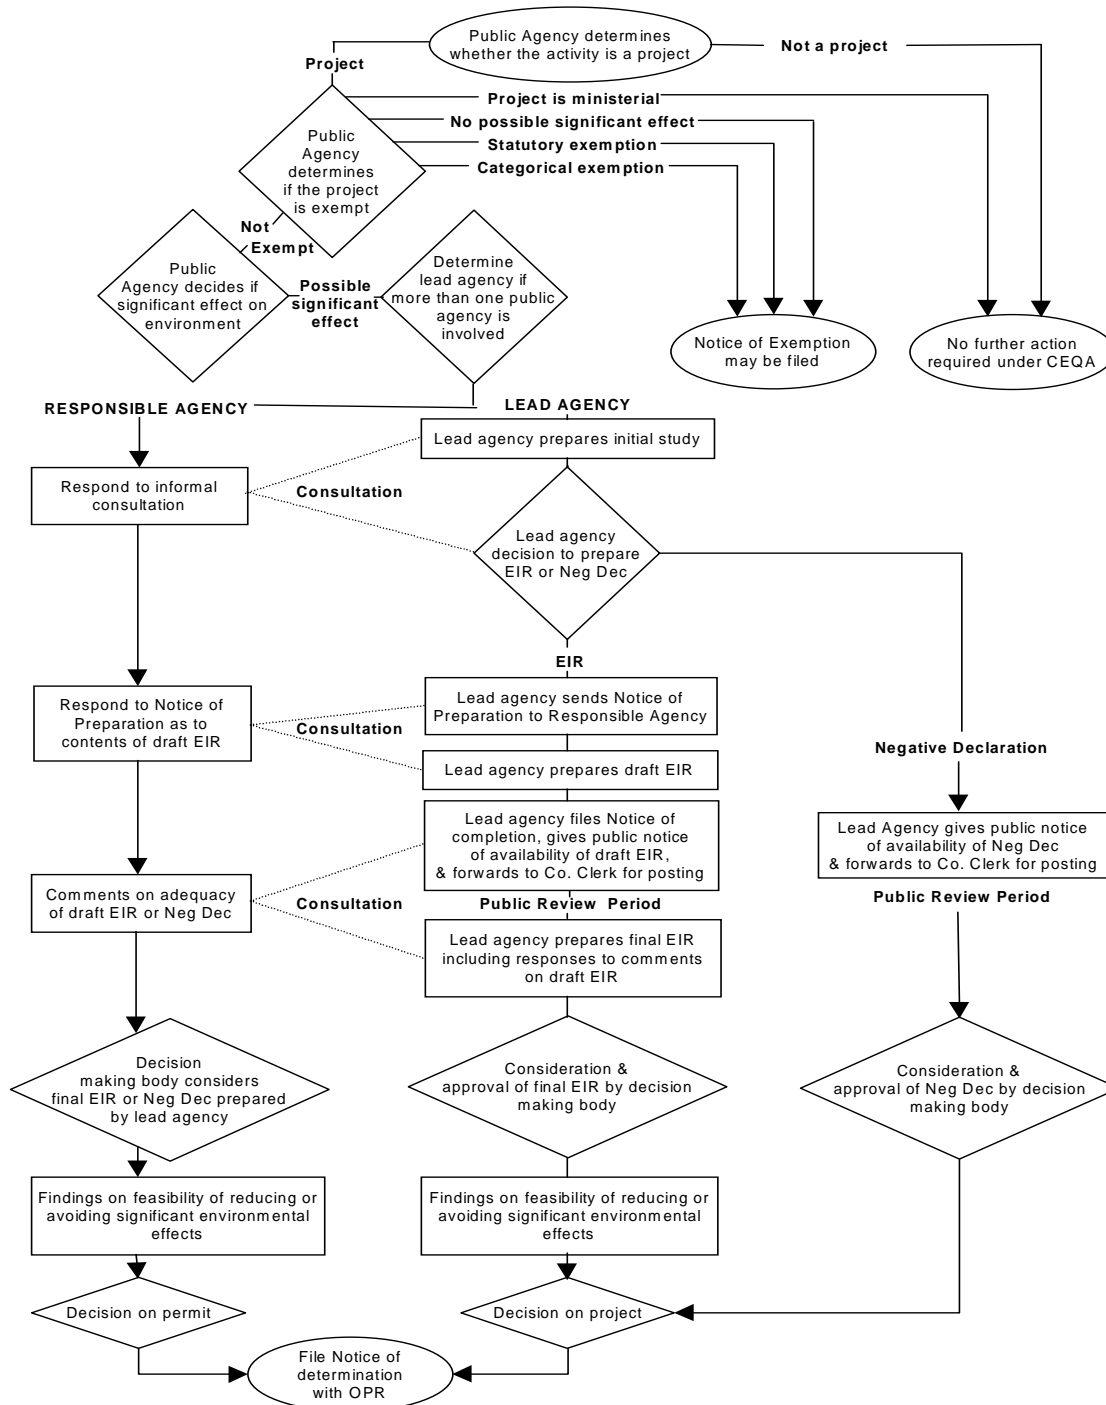 Public Agency determines
whether the activity is a project
Not a project
Project
Project is ministerial
No possible significant effect
Statutory exemption
Categorical exemption
Public
Agency
determines
if the project
is exempt
Not
Exempt
Public
Agency decides if
significant effect on
environment
Possible
significant
effect
Determine
lead agency if
more than one public
agency is
involved
Notice of Exemption
may be filed
No further action
required under CEQA
RESPONSIBLE AGENCY
LEAD AGENCY
Lead agency prepares initial study
Respond to informal
consultation
Consultation
Lead agency
decision to prepare
EIR or Neg Dec
EIR
Respond to Notice of
Preparation as to
contents of draft EIR
Consultation
Lead agency sends Notice of
Preparation to Responsible Agency
Lead agency prepares draft EIR
Negative Declaration
Lead agency files Notice of
completion, gives public notice
of availability of draft EIR,
& forwards to Co. Clerk for posting
Lead Agency gives public notice
of availability of Neg Dec
& forwards to Co. Clerk for posting
Comments on adequacy
of draft EIR or Neg Dec
Consultation
Public Review Period
Public Review Period
Lead agency prepares final EIR
including responses to comments
on draft EIR
Decision
making body considers
final EIR or Neg Dec prepared
by lead agency
Consideration &
approval of final EIR by decision
making body
Consideration &
approval of Neg Dec by decision
making body
Findings on feasibility of reducing or
avoiding significant environmental
effects
Findings on feasibility of reducing or
avoiding significant environmental
effects
Decision on permit
Decision on project
File Notice of
determination
with OPR